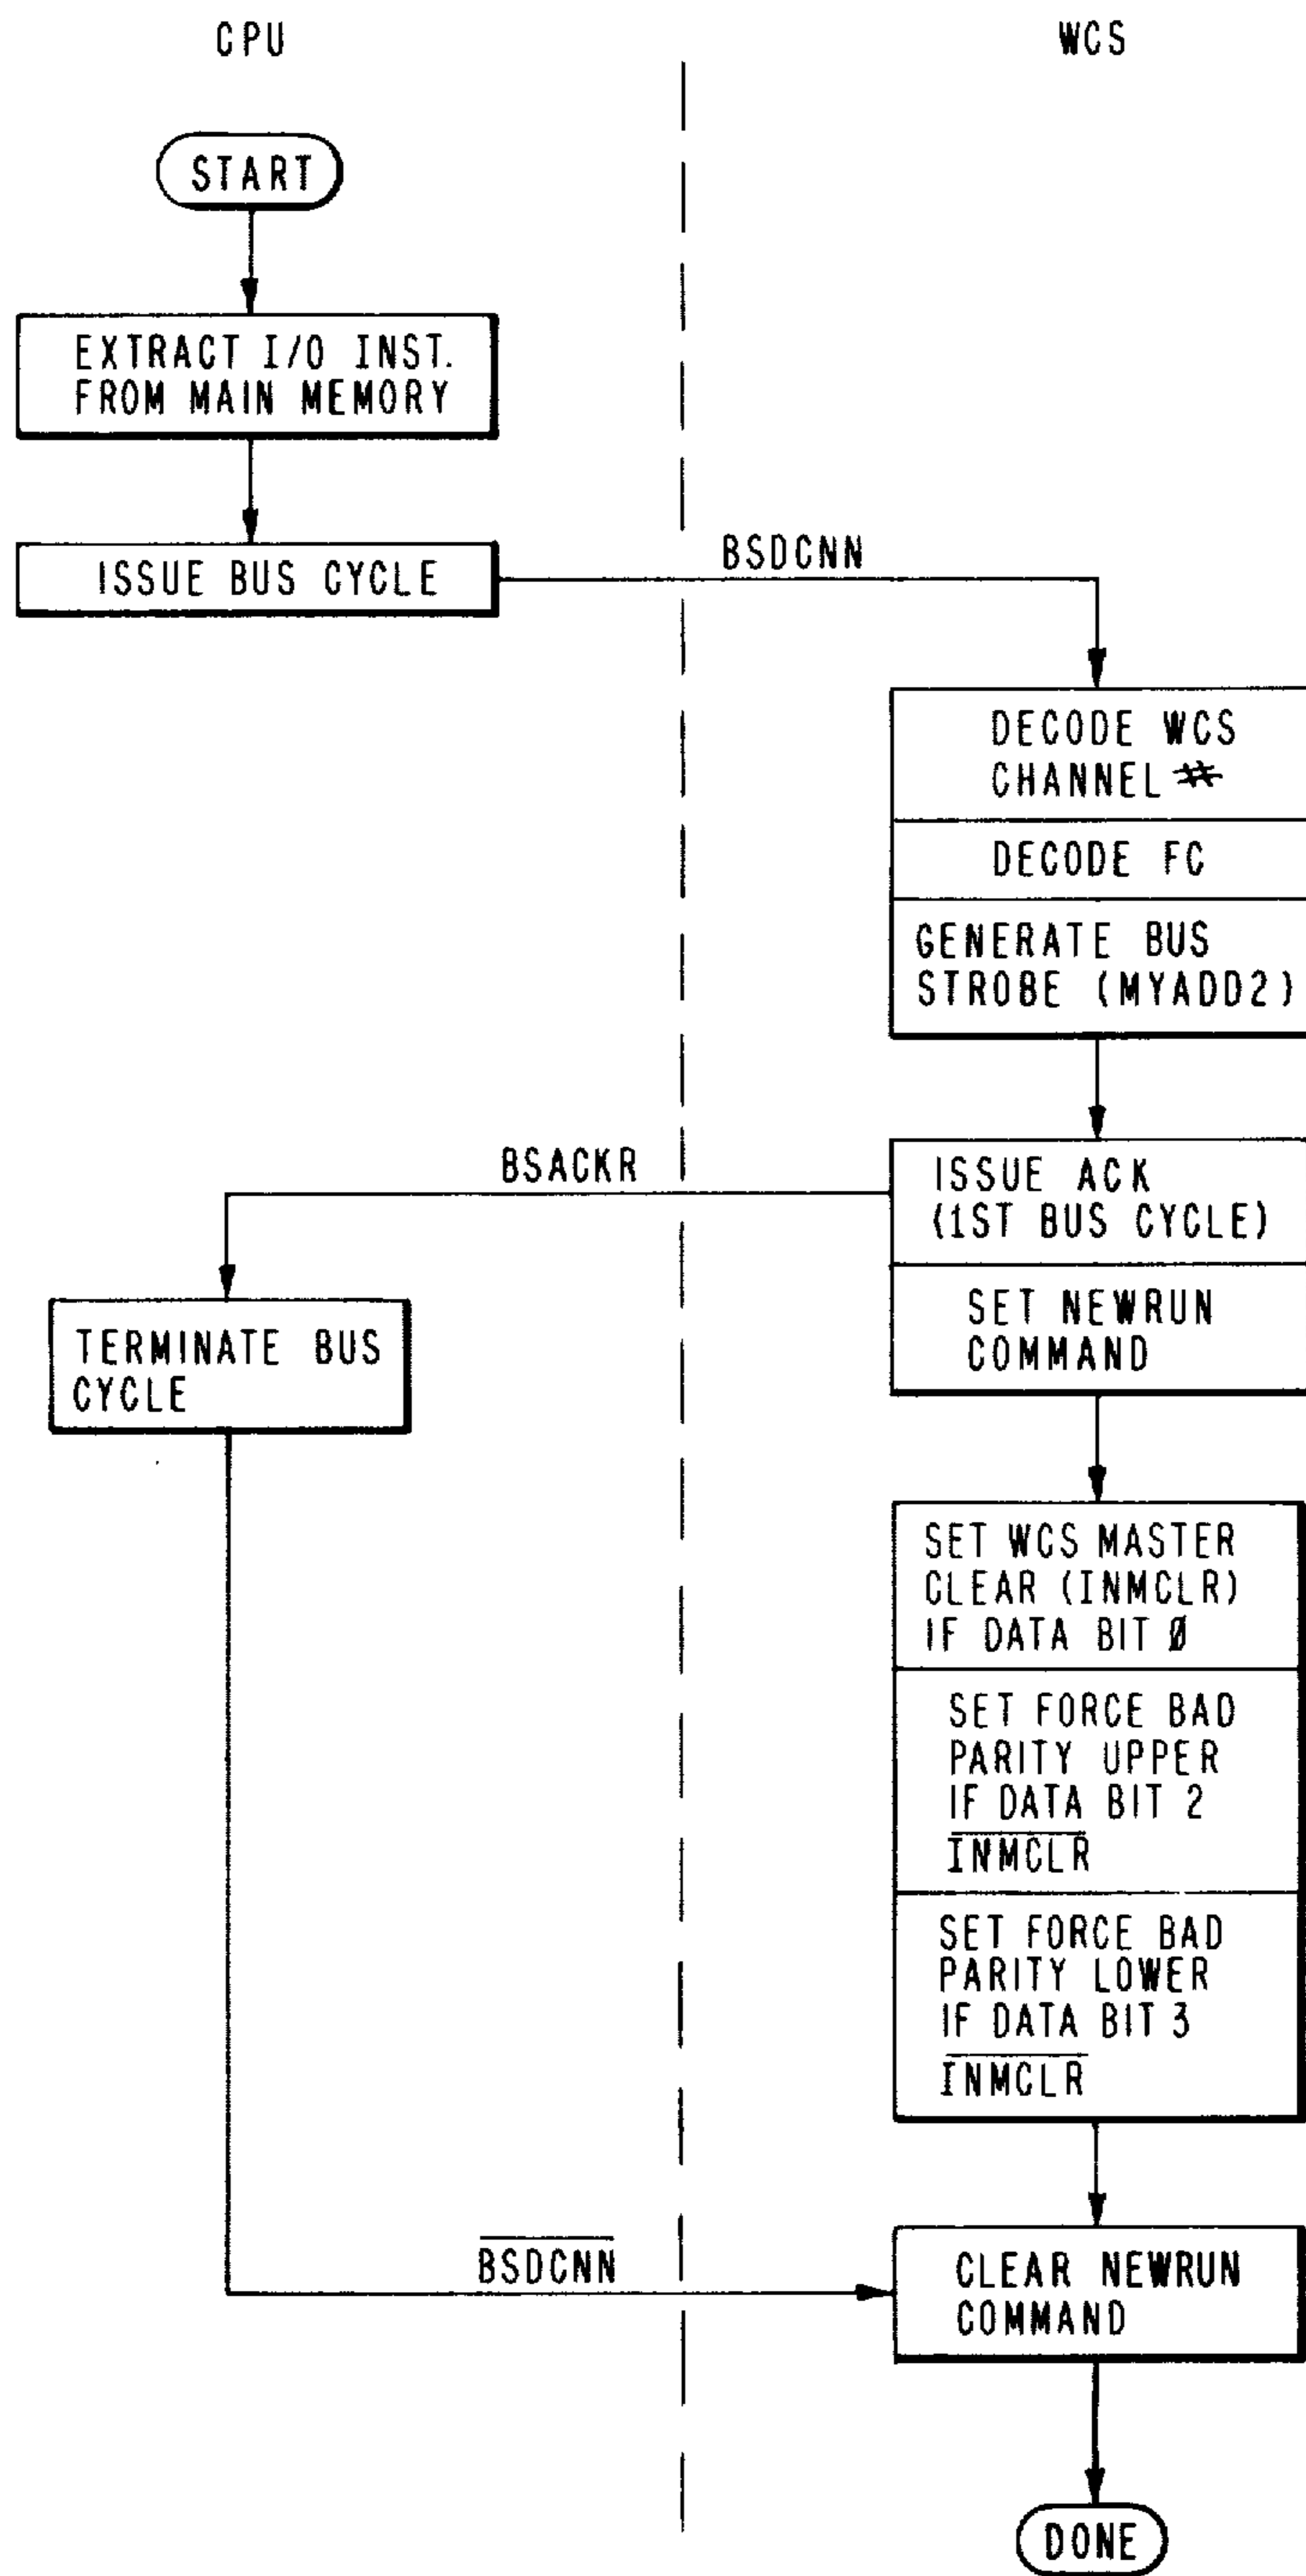 CPU
WCS
START
EXTRACT I/O INST.
FROM MAIN MEMORY
ISSUE BUS CYCLE
BSDCNN
DECODE WCS
CHANNEL #
DECODE FC
GENERATE BUS
STROBE (MYADD2)
BSACKR
ISSUE ACK
(1ST BUS CYCLE)
SET NEWRUN
COMMAND
TERMINATE BUS
CYCLE
SET WCS MASTER
CLEAR (INMCLR)
IF DATA BIT Ø
SET FORCE BAD
PARITY UPPER
IF DATA BIT 2
I̅N̅M̅C̅L̅R̅
SET FORCE BAD
PARITY LOWER
IF DATA BIT 3
I̅N̅M̅C̅L̅R̅
B̅S̅D̅C̅N̅N̅
CLEAR NEWRUN
COMMAND
DONE